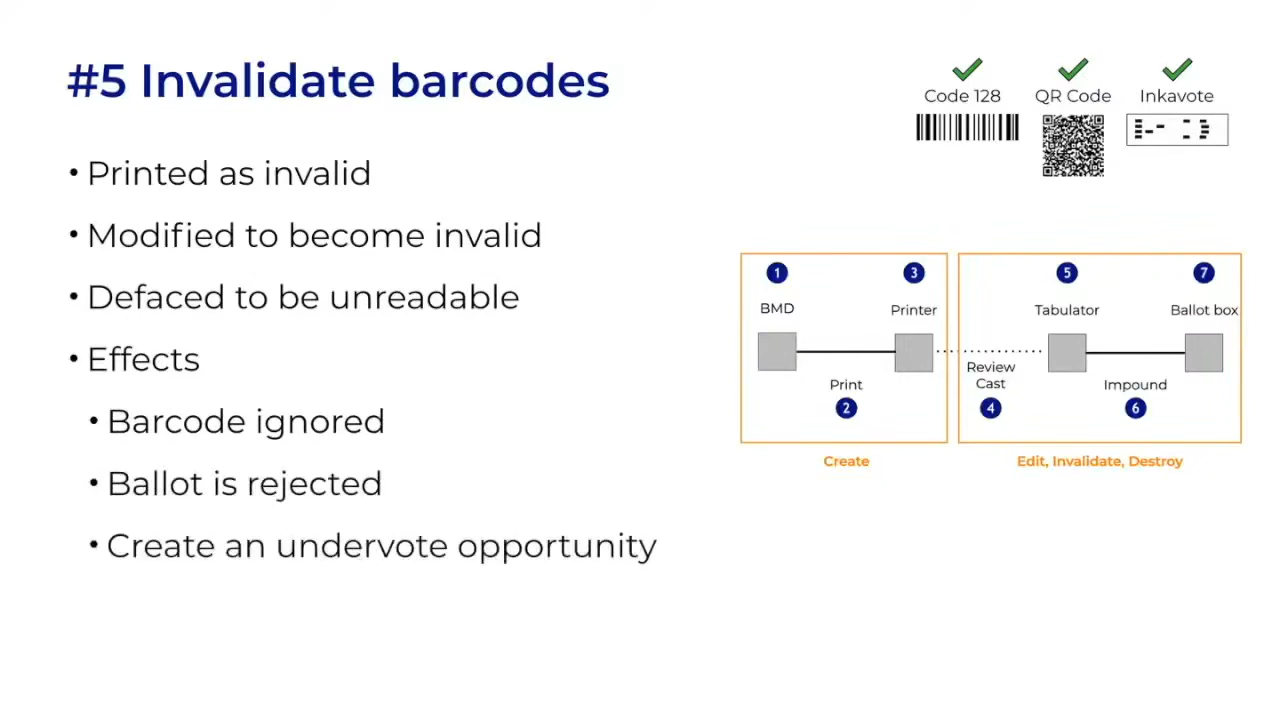 #5 Invalidate barcodes
• Printed as invalid
• Modified to become invalid
• Defaced to be unreadable
• Effects
• Barcode ignored
• Ballot is rejected
• Create an undervote opportunity
Code 128
QR Code
Inkavote
1
3
5
7
BMD
Printer
Tabulator
Ballot box
Print
Review
Cast
Impound
2
4
6
Create
Edit, Invalidate, Destroy